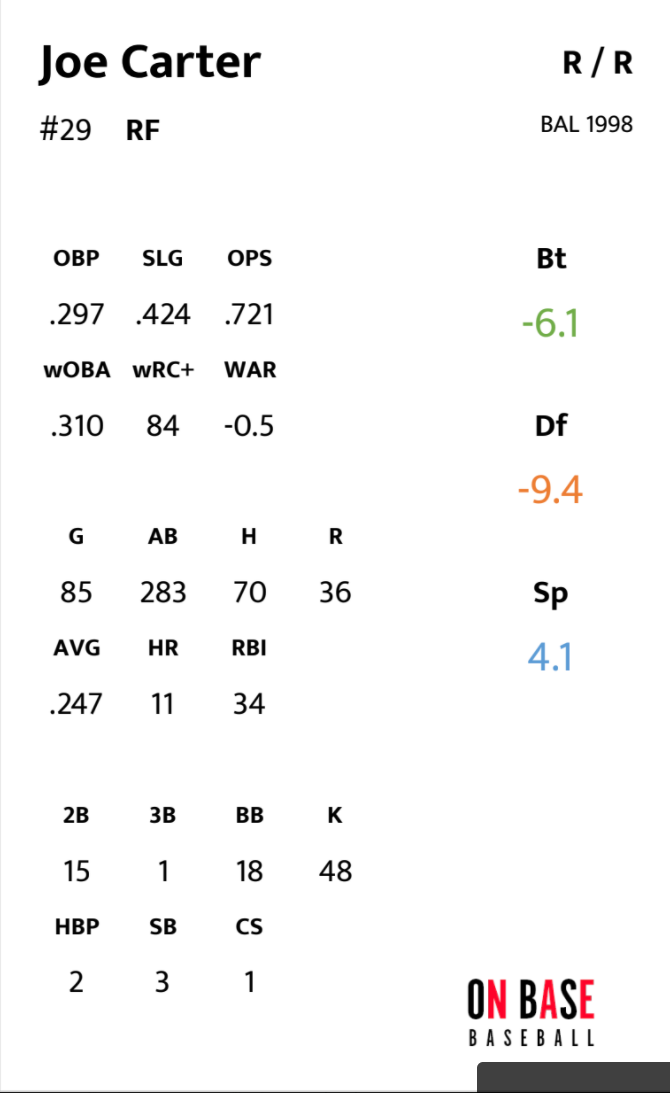 Joe Carter R / R
#29 RF BAL 1998
OBP SLG OPS Bt
.297 .424 .721 -6.1
wOBA wRC+ WAR
.310 84 -0.5 Df
-9.4
G AB H R
85 283 70 36 Sp
AVG HR RBI 4.1
.247 11 34
2B 3B BB K
15 1 18 48
HBP SB CS
2 3 1
ON BASE
BASEBALL